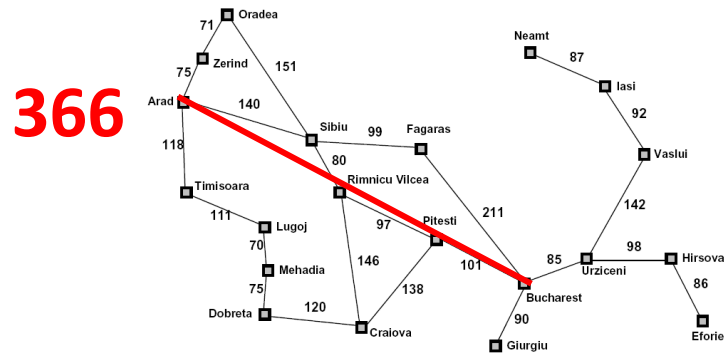 71
Oradea
Neamt
87
Zerind
75
151
Iasi
366
Arad
140
92
Sibiu
99
Fagaras
118
80
Vaslui
Rimnicu Vilcea
Timisoara
211
142
111
97
Pitesti
Lugoj
70
146
101
85
98
Hirsova
Mehadia
Urziceni
75
138
86
Bucharest
120
Dobreta
90
Craiova
Eforie
Giurgiu